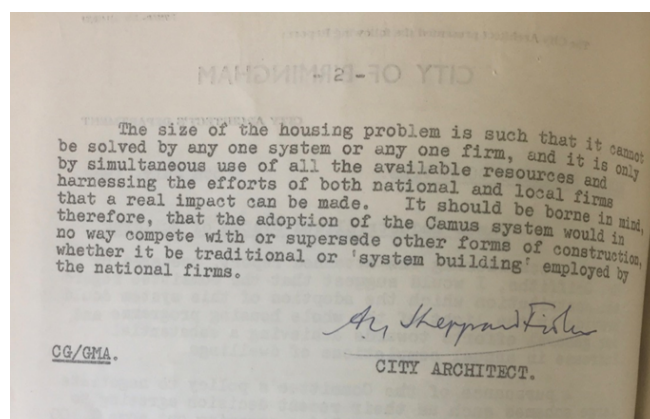 - 2 -
The size of the housing problem is such that it cannot
be solved by any one system or any one firm, and it is only
by simultaneous use of all the available resources and
harnessing the efforts of both national and local firms
that a real impact can be made. It should be borne in mind,
therefore, that the adoption of the Camus system would in
no way compete with or supersede other forms of construction,
whether it be traditional or 'system building' employed by
the national firms.
Sheppard Fidler
CG/GMA.
CITY ARCHITECT.